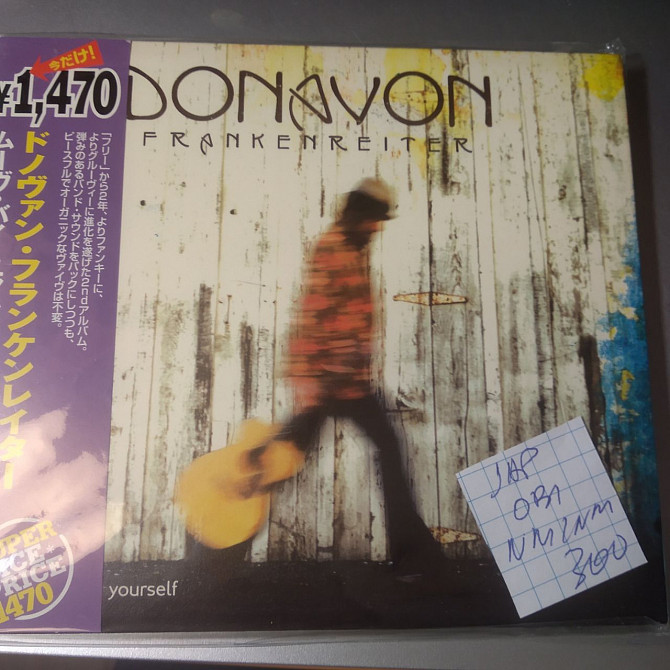 今だけ!
¥1,470
DONAVON
FRANKENREITER
「フリー」から2年、よりファンキーに、
よりグルーヴィーに進化を遂げた2ndアルバム。
弾みのあるバンド・サウンドをバックにしつつも、
ピースフルでオーガニックなヴァイヴは不変。
ドノヴァン・フランケンレイター
yourself
PRICE
1470
JAP
OBI
NM/NM
300